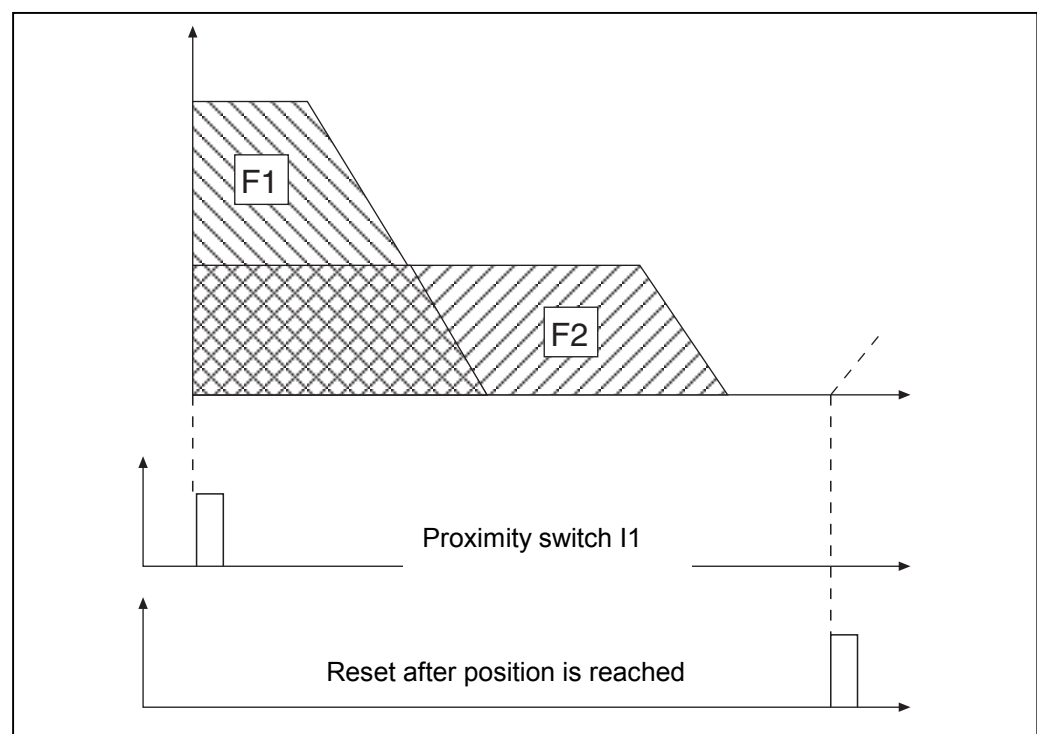 F1
F2
Proximity switch I1
Reset after position is reached